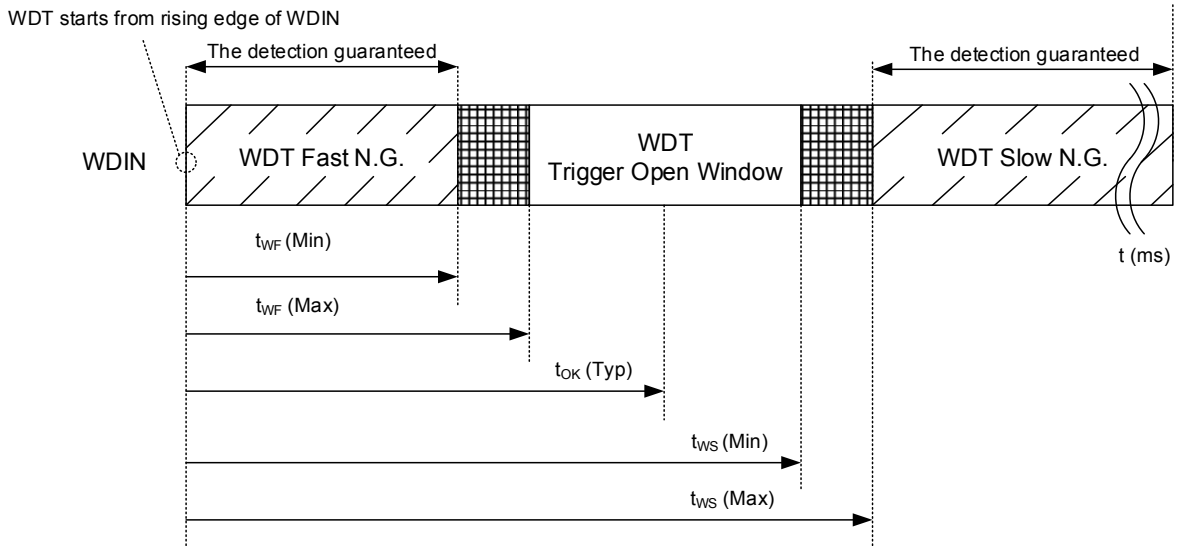 WDT starts from rising edge of WDIN
The detection guaranteed
The detection guaranteed
WDIN
WDT Fast N.G.
WDT
Trigger Open Window
WDT Slow N.G.
t (ms)
tWF (Min)
tWF (Max)
tOK (Typ)
tWS (Min)
tWS (Max)